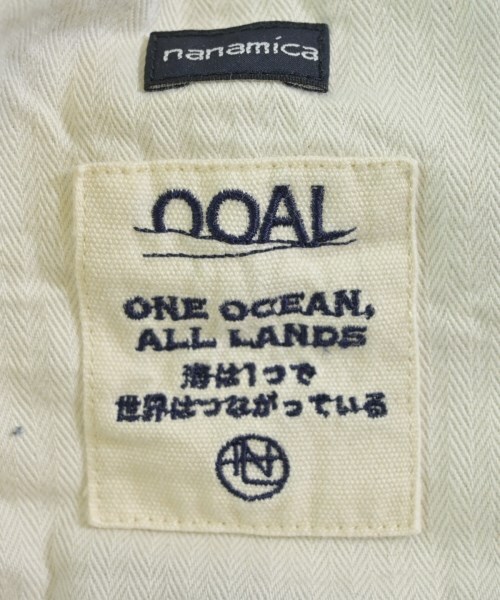 nanamica
OOAL
ONE OCEAN,
ALL LANDS
海は1つで
世界はつながっている